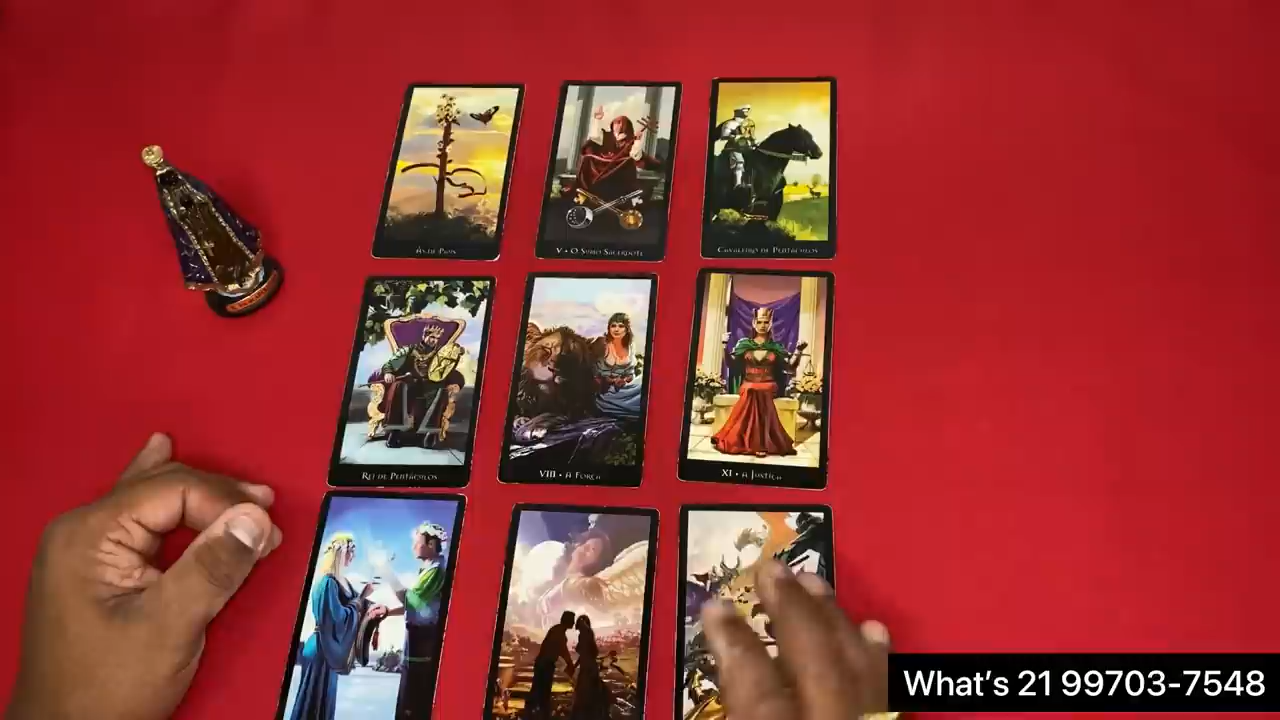 Ás de Paus
V • O Sumo Sacerdote
Cavaleiro de Pentáculos
Rei de Pentáculos
VIII • A Força
XI • A Justiça
What's 21 99703-7548